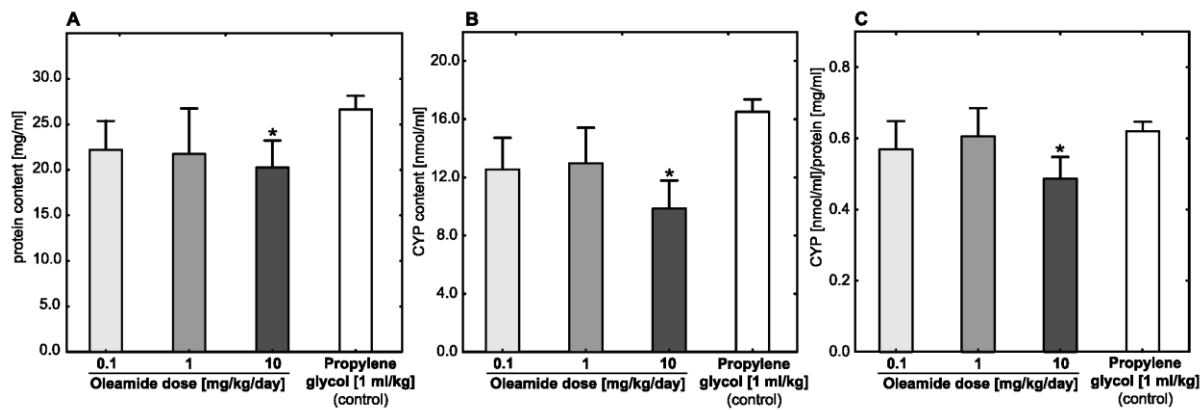 A
protein content [mg/ml]
30.0
25.0
20.0
15.0
10.0
5.0
0.0
*
0.1 1 10
Oleamide dose [mg/kg/day]
Propylene
glycol [1 ml/kg]
(control)
B
CYP content [nmol/ml]
20.0
16.0
12.0
8.0
4.0
0.0
*
0.1 1 10
Oleamide dose [mg/kg/day]
Propylene
glycol [1 ml/kg]
(control)
C
CYP [nmol/ml]/protein [mg/ml]
0.8
0.6
0.4
0.2
0.0
*
0.1 1 10
Oleamide dose [mg/kg/day]
Propylene
glycol [1 ml/kg]
(control)